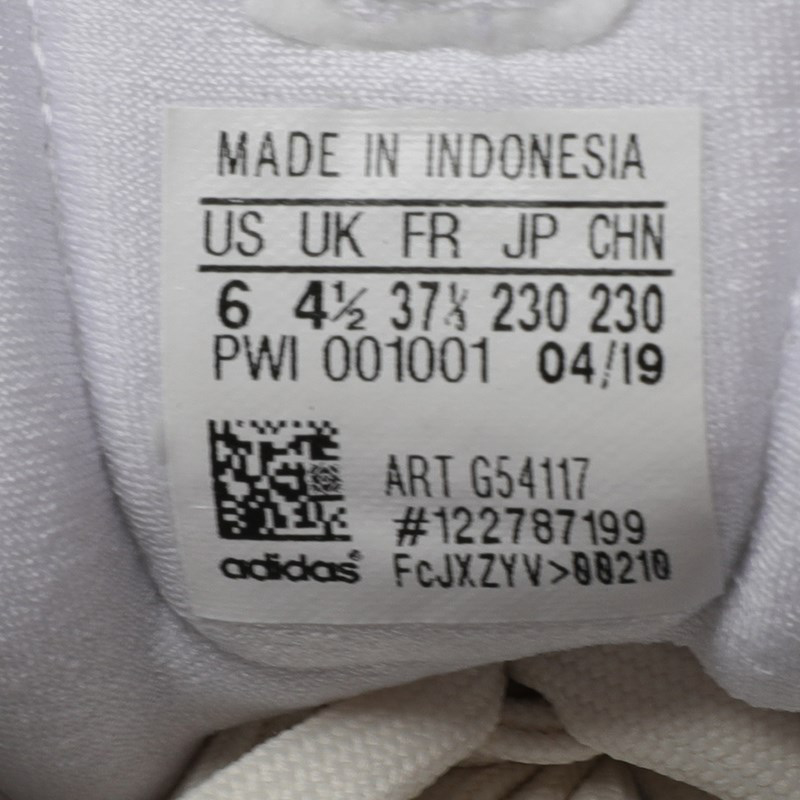 MADE IN INDONESIA
US UK FR JP CHN
6 4½ 37⅓ 230 230
PWI 001001 04/19
ART G54117
#122787199
adidas® FcJXZYV>00210